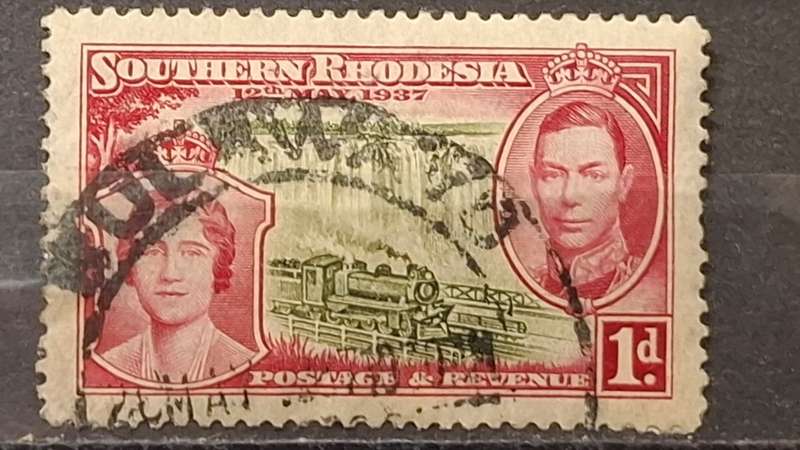 SOUTHERN RHODESIA
12th MAY 1937
POSTAGE & REVENUE
1d.